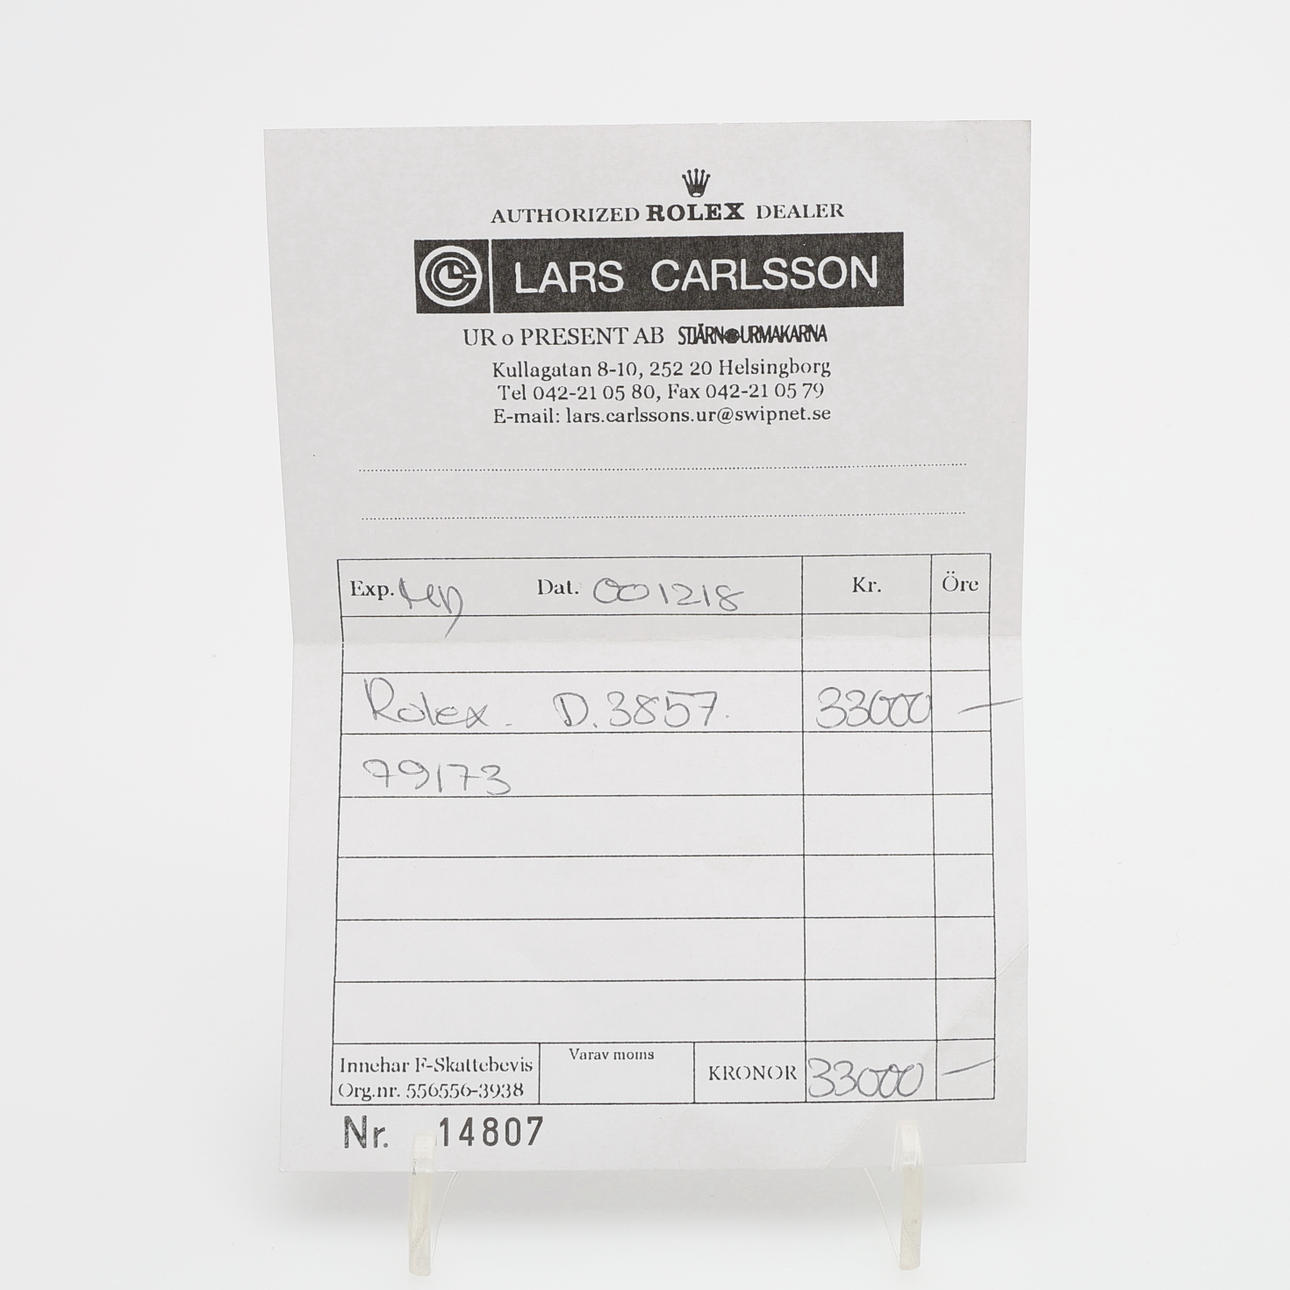 AUTHORIZED ROLEX DEALER
LARS CARLSSON
UR o PRESENT AB STJÄRNURMAKARNA
Kullagatan 8-10, 252 20 Helsingborg
Tel 042-21 05 80, Fax 042-21 05 79
E-mail: lars.carlssons.ur@swipnet.se
Exp. Dat. 001218 Kr. Öre
Rolex. D.3857. 33000 —
79173
Innehar F-Skattebevis Varav moms KRONOR 33000 —
Org.nr. 556556-3938
Nr. 14807